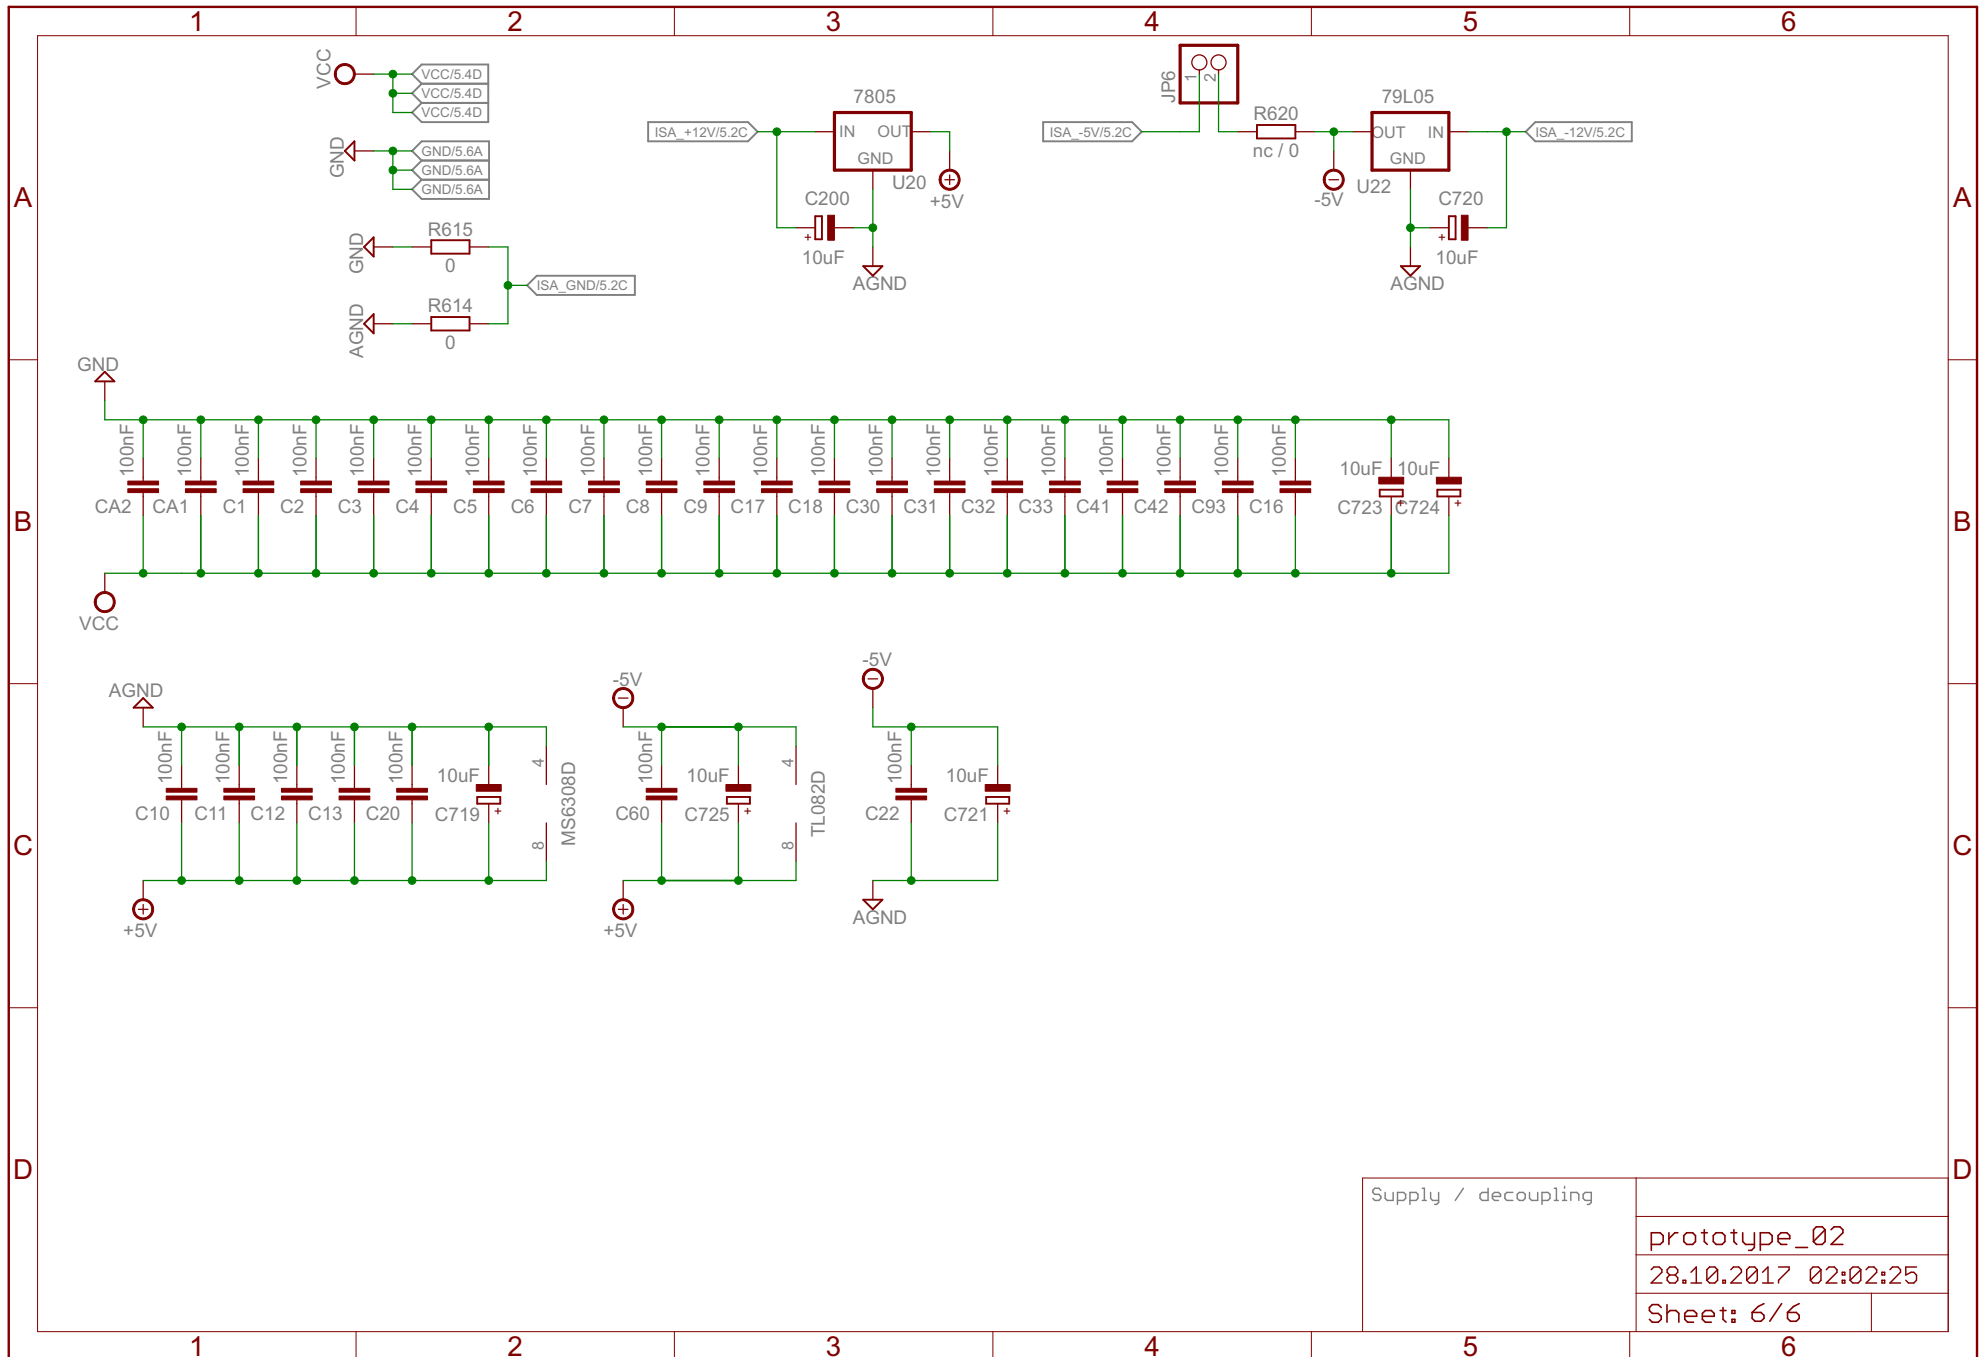 1 2 3 4 5 6
A A
B B
C C
D D
VCC
VCC/5.4D
VCC/5.4D
VCC/5.4D
GND
GND/5.6A
GND/5.6A
GND/5.6A
GND
R615
0
ISA_GND/5.2C
AGND
R614
0
7805
ISA_+12V/5.2C
IN OUT
GND
U20
+5V
C200
+
10uF
AGND
JP6
1
2
ISA_-5V/5.2C
R620
nc / 0
-5V
79L05
OUT IN
GND
U22
ISA_-12V/5.2C
C720
+
10uF
AGND
GND
100nF 100nF 100nF 100nF 100nF 100nF 100nF 100nF 100nF 100nF 100nF 100nF 100nF 100nF 100nF 100nF 100nF 100nF 100nF 100nF 100nF 10uF 10uF
CA2 CA1 C1 C2 C3 C4 C5 C6 C7 C8 C9 C17 C18 C30 C31 C32 C33 C41 C42 C93 C16 C723 C724
+ +
VCC
AGND
100nF 100nF 100nF 100nF 100nF 10uF
C10 C11 C12 C13 C20 C719
+
4
8
MS6308D
+5V
-5V
100nF 10uF
C60 C725
+
4
8
TL082D
+5V
-5V
100nF 10uF
C22 C721
+
AGND
Supply / decoupling
prototype_02
28.10.2017 02:02:25
Sheet: 6/6
1 2 3 4 5 6